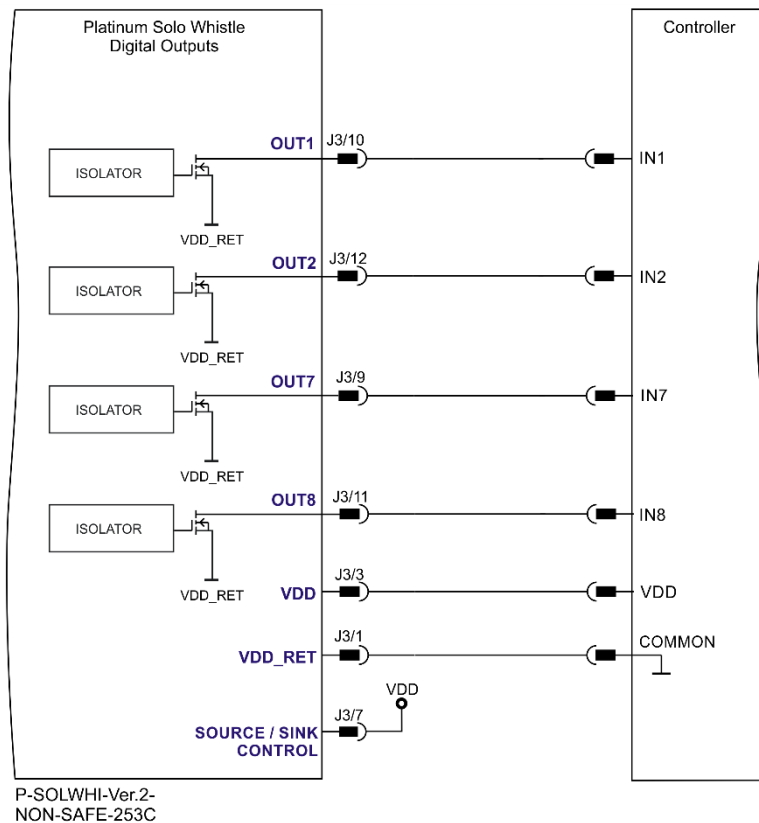 Platinum Solo Whistle
Digital Outputs
Controller
OUT1
J3/10
IN1
ISOLATOR
VDD_RET
OUT2
J3/12
IN2
ISOLATOR
VDD_RET
OUT7
J3/9
IN7
ISOLATOR
VDD_RET
OUT8
J3/11
IN8
ISOLATOR
VDD_RET
VDD
J3/3
VDD
VDD_RET
J3/1
COMMON
VDD
SOURCE / SINK
CONTROL
J3/7
P-SOLWHI-Ver.2-
NON-SAFE-253C